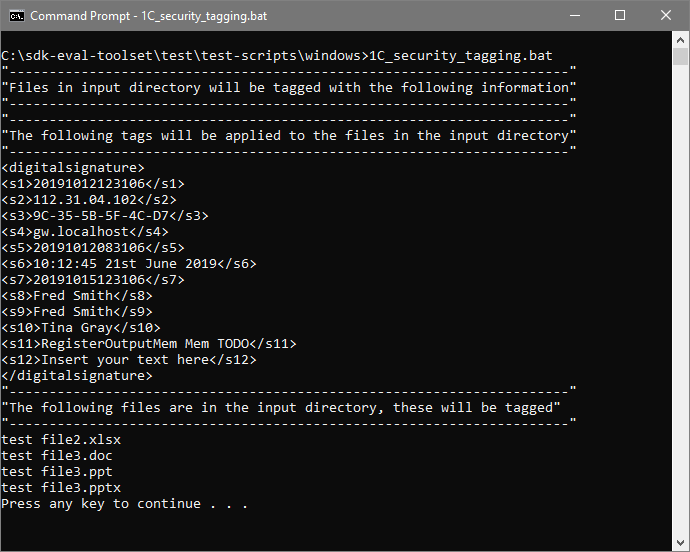 Command Prompt - 1C_security_tagging.bat
C:\sdk-eval-toolset\test\test-scripts\windows>1C_security_tagging.bat
"----------------------------------------------------------------------"
"Files in input directory will be tagged with the following information"
"----------------------------------------------------------------------"
"----------------------------------------------------------------------"
"The following tags will be applied to the files in the input directory"
"----------------------------------------------------------------------"
<digitalsignature>
<s1>20191012123106</s1>
<s2>112.31.04.102</s2>
<s3>9C-35-5B-5F-4C-D7</s3>
<s4>gw.localhost</s4>
<s5>20191012083106</s5>
<s6>10:12:45 21st June 2019</s6>
<s7>20191015123106</s7>
<s8>Fred Smith</s8>
<s9>Fred Smith</s9>
<s10>Tina Gray</s10>
<s11>RegisterOutputMem Mem TODO</s11>
<s12>Insert your text here</s12>
</digitalsignature>
"----------------------------------------------------------------------"
"The following files are in the input directory, these will be tagged"
"----------------------------------------------------------------------"
test file2.xlsx
test file3.doc
test file3.ppt
test file3.pptx
Press any key to continue . . .